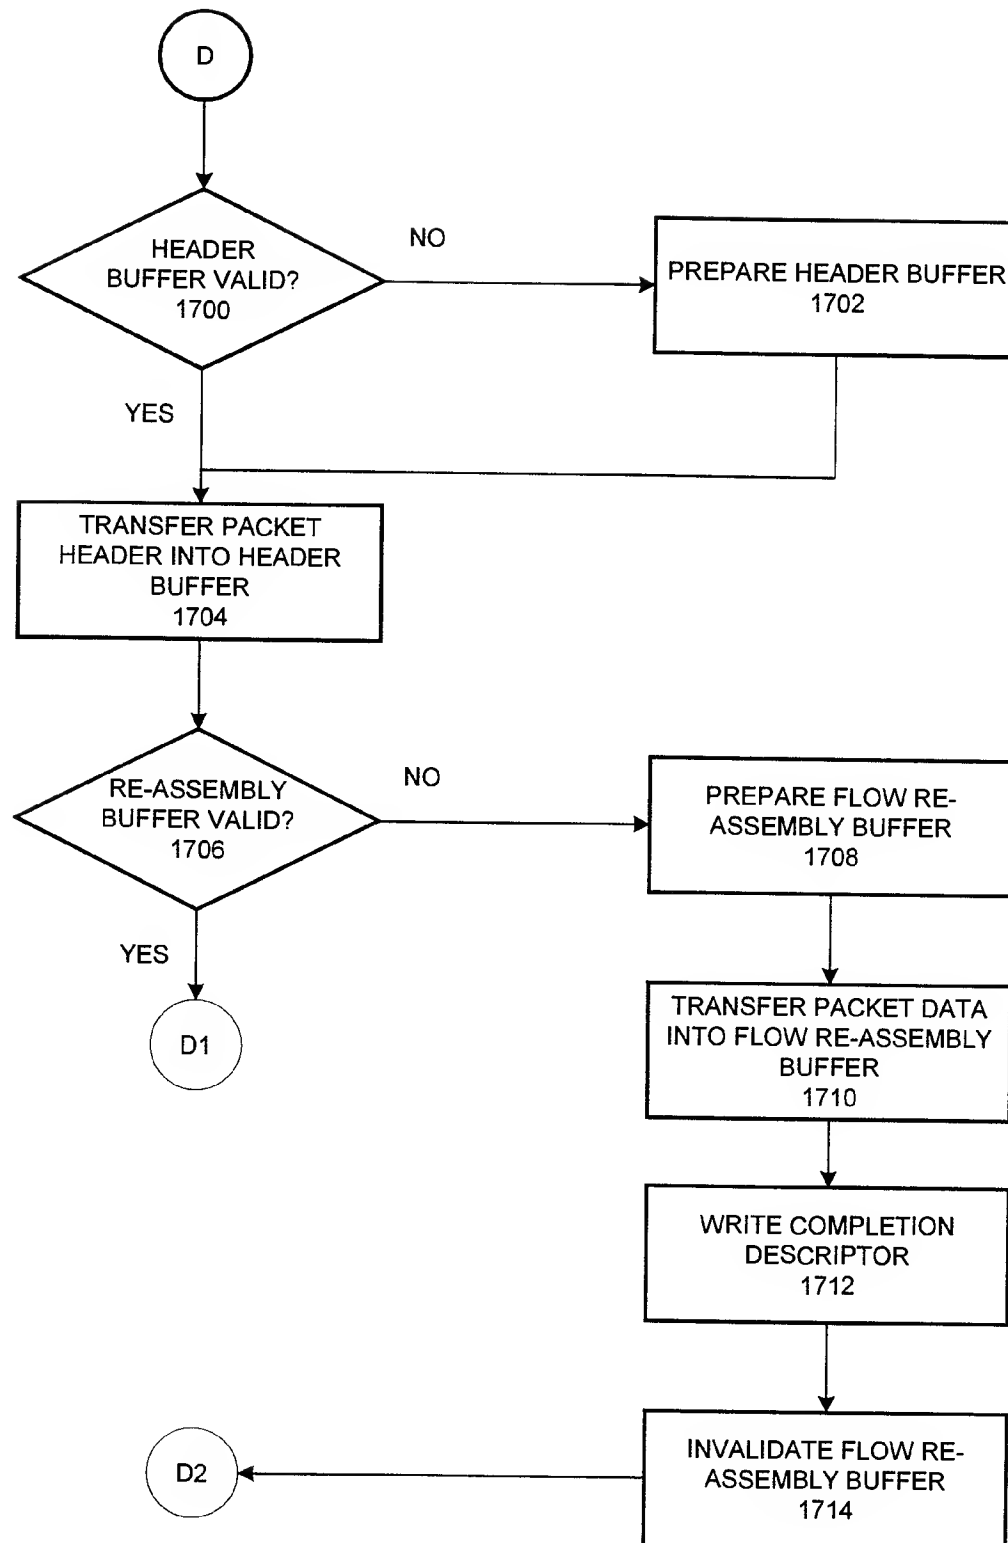 D
HEADER
BUFFER VALID?
1700
NO
PREPARE HEADER BUFFER
1702
YES
TRANSFER PACKET
HEADER INTO HEADER
BUFFER
1704
RE-ASSEMBLY
BUFFER VALID?
1706
NO
PREPARE FLOW RE-
ASSEMBLY BUFFER
1708
YES
D1
TRANSFER PACKET DATA
INTO FLOW RE-ASSEMBLY
BUFFER
1710
WRITE COMPLETION
DESCRIPTOR
1712
INVALIDATE FLOW RE-
ASSEMBLY BUFFER
1714
D2